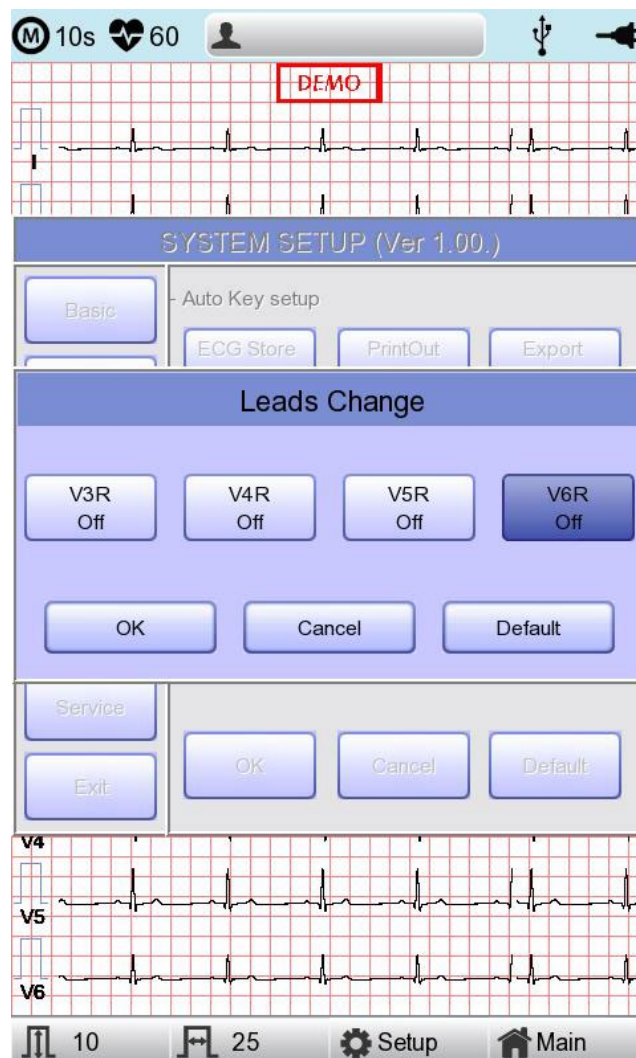 M 10s 60
DEMO
I
SYSTEM SETUP (Ver 1.00.)
Basic
- Auto Key setup
ECG Store PrintOut Export
Leads Change
V3R V4R V5R V6R
Off Off Off Off
OK Cancel Default
Service
OK Cancel Default
Exit
V4
V5
V6
10 25 Setup Main